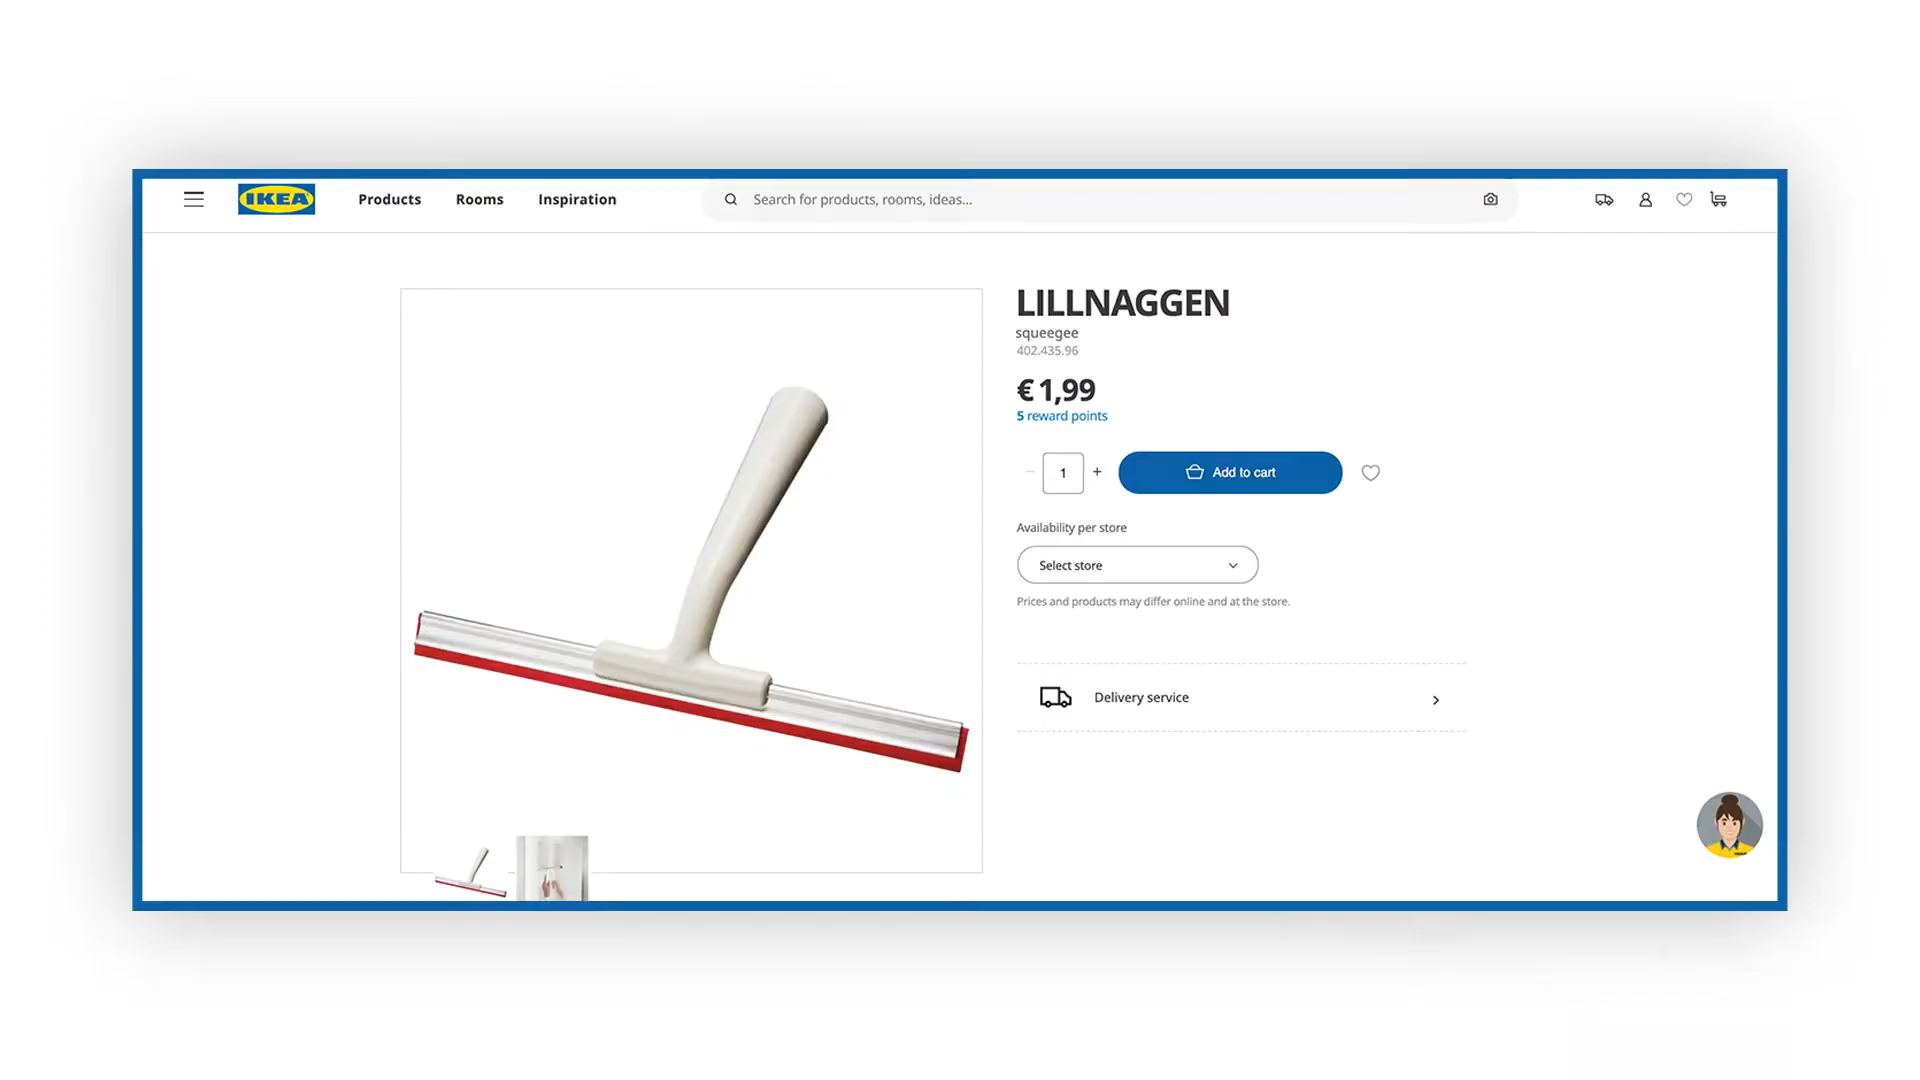 IKEA
Products Rooms Inspiration
Search for products, rooms, ideas...
LILLNAGGEN
squeegee
402.435.96
€ 1,99
5 reward points
− 1 + Add to cart
Availability per store
Select store
Prices and products may differ online and at the store.
Delivery service